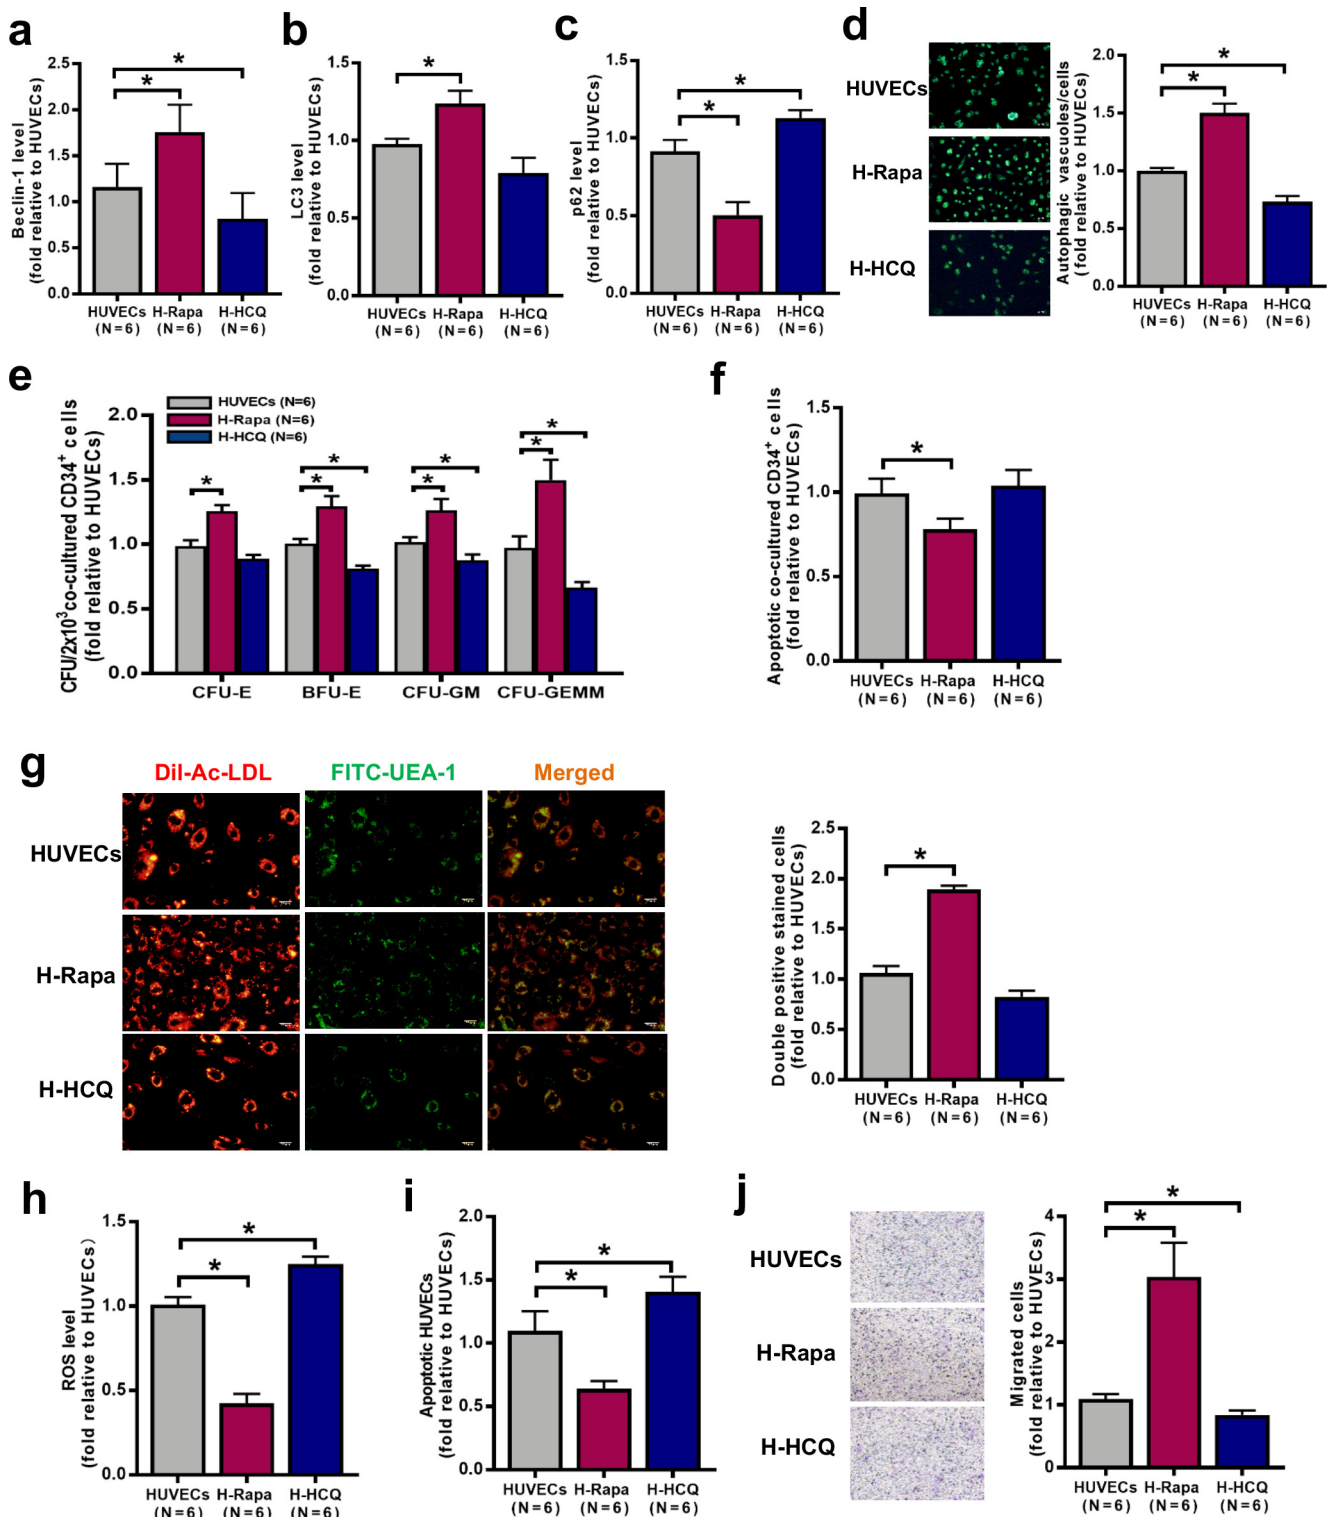 a
Beclin-1 level
(fold relative to HUVECs)
2.5
2.0
1.5
1.0
0.5
0.0
*
*
HUVECs
(N=6)
H-Rapa
(N=6)
H-HCQ
(N=6)
b
LC3 level
(fold relative to HUVECs)
1.5
1.0
0.5
0.0
*
HUVECs
(N=6)
H-Rapa
(N=6)
H-HCQ
(N=6)
c
p62 level
(fold relative to HUVECs)
1.5
1.0
0.5
0.0
*
*
HUVECs
(N=6)
H-Rapa
(N=6)
H-HCQ
(N=6)
d
HUVECs
H-Rapa
H-HCQ
Autophagic vascuoles/cells
(fold relative to HUVECs)
2.0
1.5
1.0
0.5
0.0
*
*
HUVECs
(N=6)
H-Rapa
(N=6)
H-HCQ
(N=6)
e
CFU/2x10³co-cultured CD34⁺ cells
(fold relative to HUVECs)
2.0
1.5
1.0
0.5
0.0
HUVECs (N=6)
H-Rapa (N=6)
H-HCQ (N=6)
*
*
*
*
*
*
*
CFU-E
BFU-E
CFU-GM
CFU-GEMM
f
Apoptotic co-cultured CD34⁺ cells
(fold relative to HUVECs)
1.5
1.0
0.5
0.0
*
HUVECs
(N=6)
H-Rapa
(N=6)
H-HCQ
(N=6)
g
Dil-Ac-LDL
FITC-UEA-1
Merged
HUVECs
H-Rapa
H-HCQ
Double positive stained cells
(fold relative to HUVECs)
2.5
2.0
1.5
1.0
0.5
0.0
*
HUVECs
(N=6)
H-Rapa
(N=6)
H-HCQ
(N=6)
h
ROS level
(fold relative to HUVECs)
1.5
1.0
0.5
0.0
*
*
HUVECs
(N=6)
H-Rapa
(N=6)
H-HCQ
(N=6)
i
Apoptotic HUVECs
(fold relative to HUVECs)
2.0
1.5
1.0
0.5
0.0
*
*
HUVECs
(N=6)
H-Rapa
(N=6)
H-HCQ
(N=6)
j
HUVECs
H-Rapa
H-HCQ
Migrated cells
(fold relative to HUVECs)
4
3
2
1
0
*
*
HUVECs
(N=6)
H-Rapa
(N=6)
H-HCQ
(N=6)